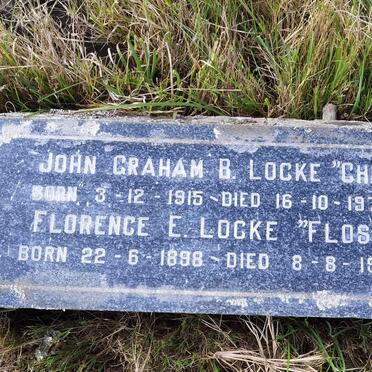 JOHN GRAHAM B. LOCKE "CH
BORN 3-12-1915~DIED 16-10-197
FLORENCE E. LOCKE "FLOS
BORN 22-6-1898~DIED 8-8-19